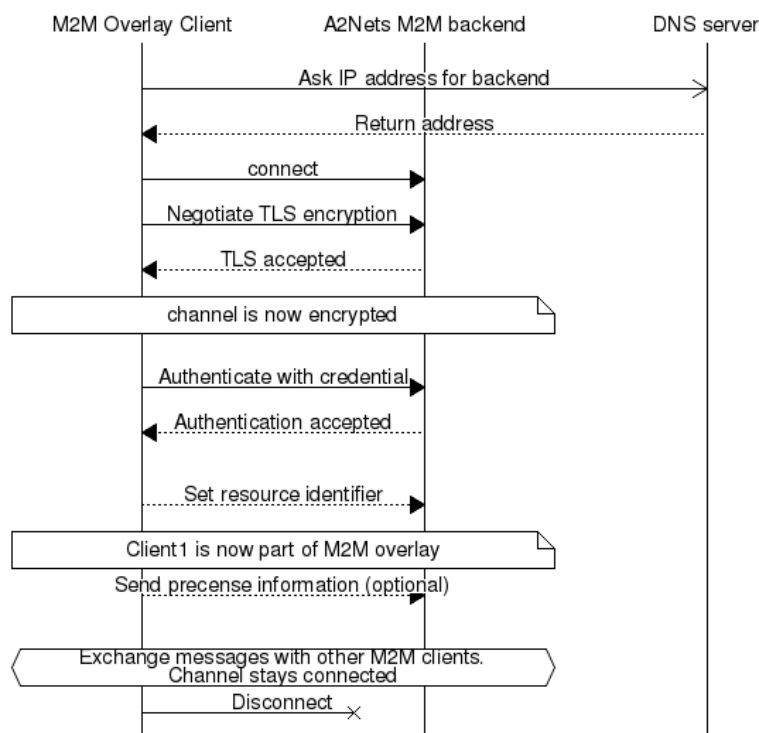 M2M Overlay Client A2Nets M2M backend DNS server
Ask IP address for backend
Return address
connect
Negotiate TLS encryption
TLS accepted
channel is now encrypted
Authenticate with credential
Authentication accepted
Set resource identifier
Client1 is now part of M2M overlay
Send precense information (optional)
Exchange messages with other M2M clients.
Channel stays connected
Disconnect